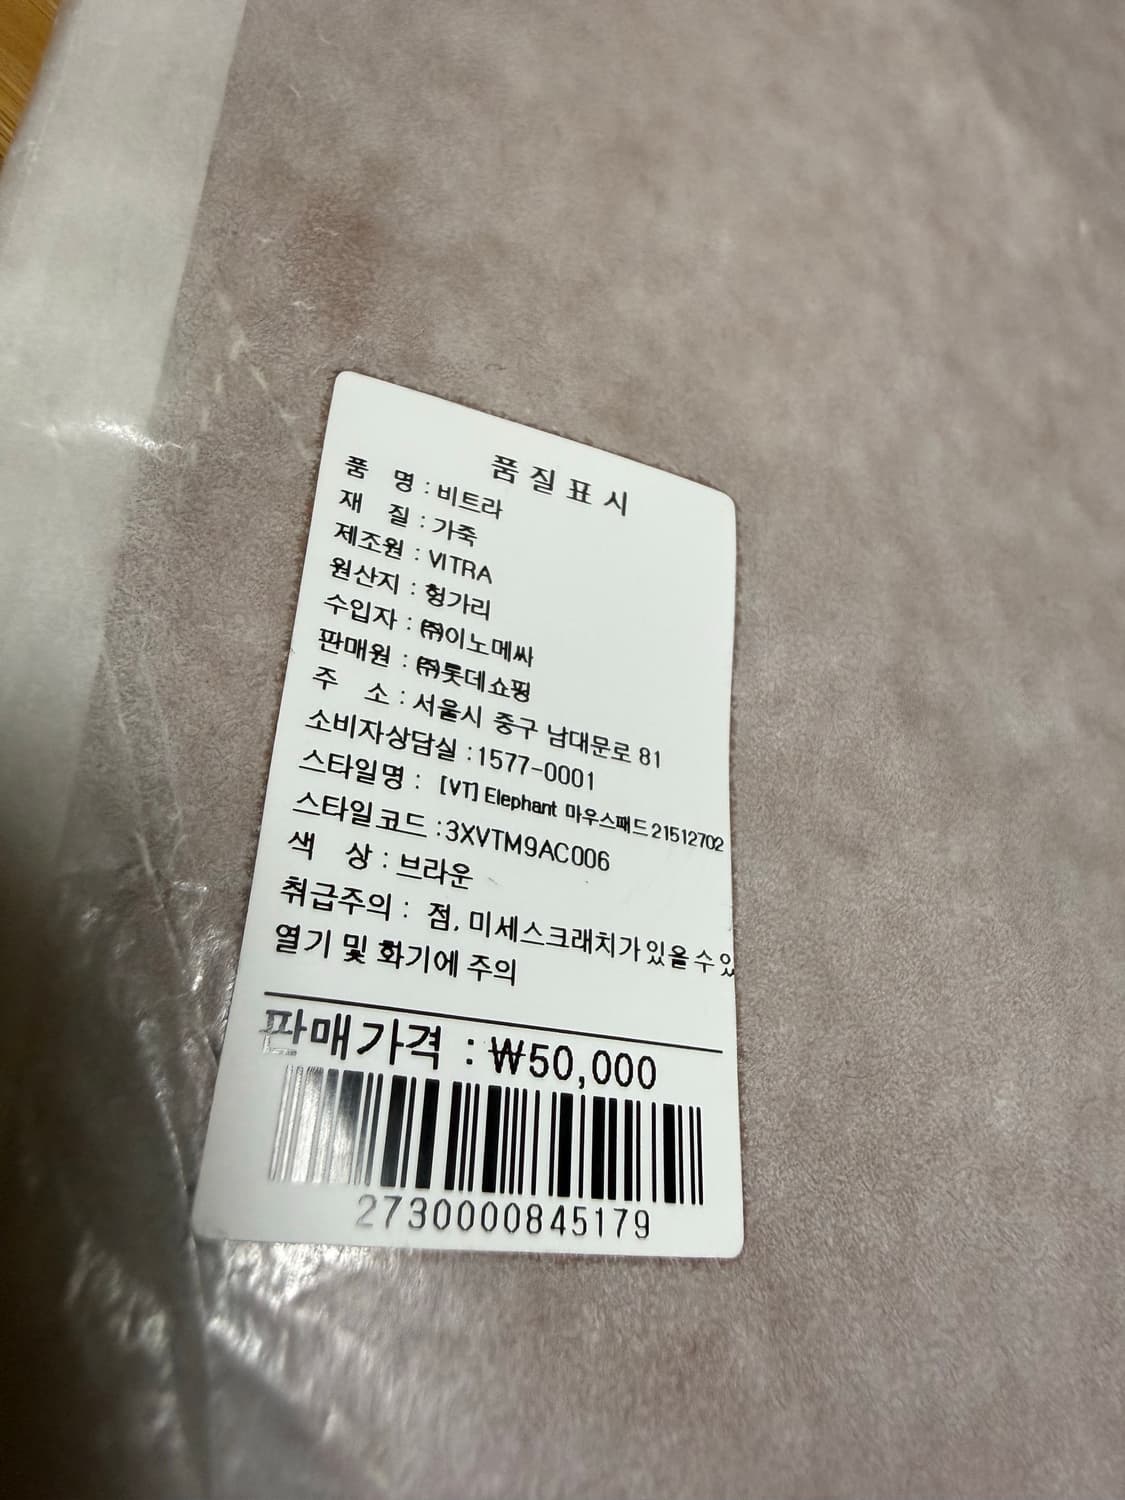 품질표시
품 명 : 비트라
재 질 : 가죽
제조원 : VITRA
원산지 : 헝가리
수입자 : ㈜이노메싸
판매원 : ㈜롯데쇼핑
주 소 : 서울시 중구 남대문로 81
소비자상담실 : 1577-0001
스타일명 : [VT] Elephant 마우스패드 21512702
스타일코드 : 3XVTM9AC006
색 상 : 브라운
취급주의 : 점, 미세스크래치가 있을 수 있
열기 및 화기에 주의
판매가격 : ₩50,000
2730000845179